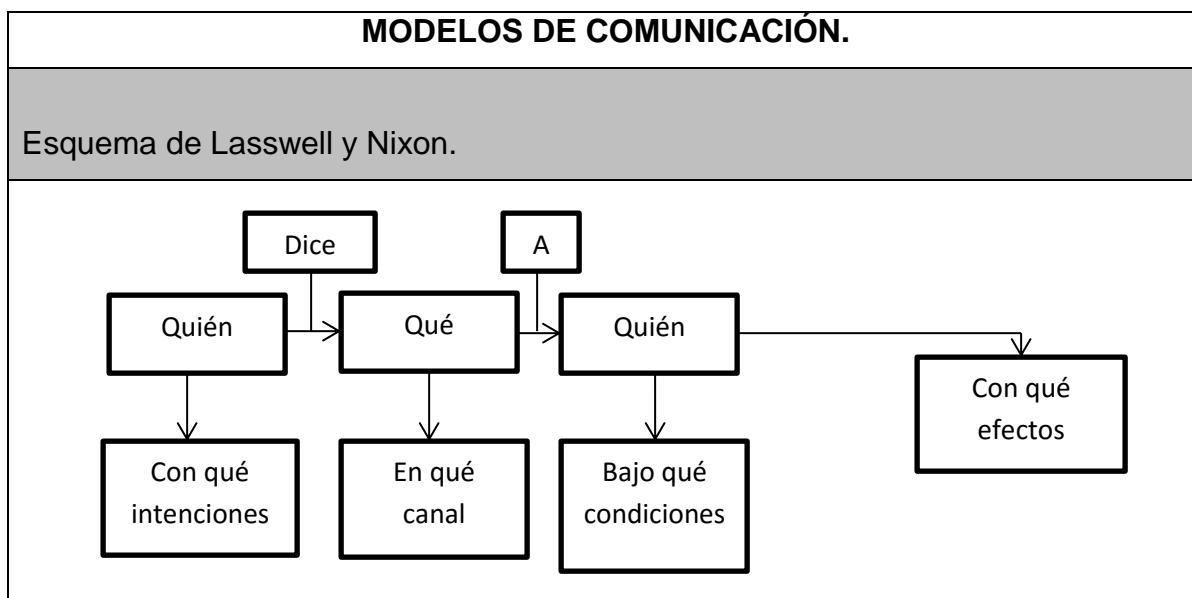 MODELOS DE COMUNICACIÓN.
Esquema de Lasswell y Nixon.
Dice
A
Quién
Qué
Quién
Con qué
efectos
Con qué
intenciones
En qué
canal
Bajo qué
condiciones